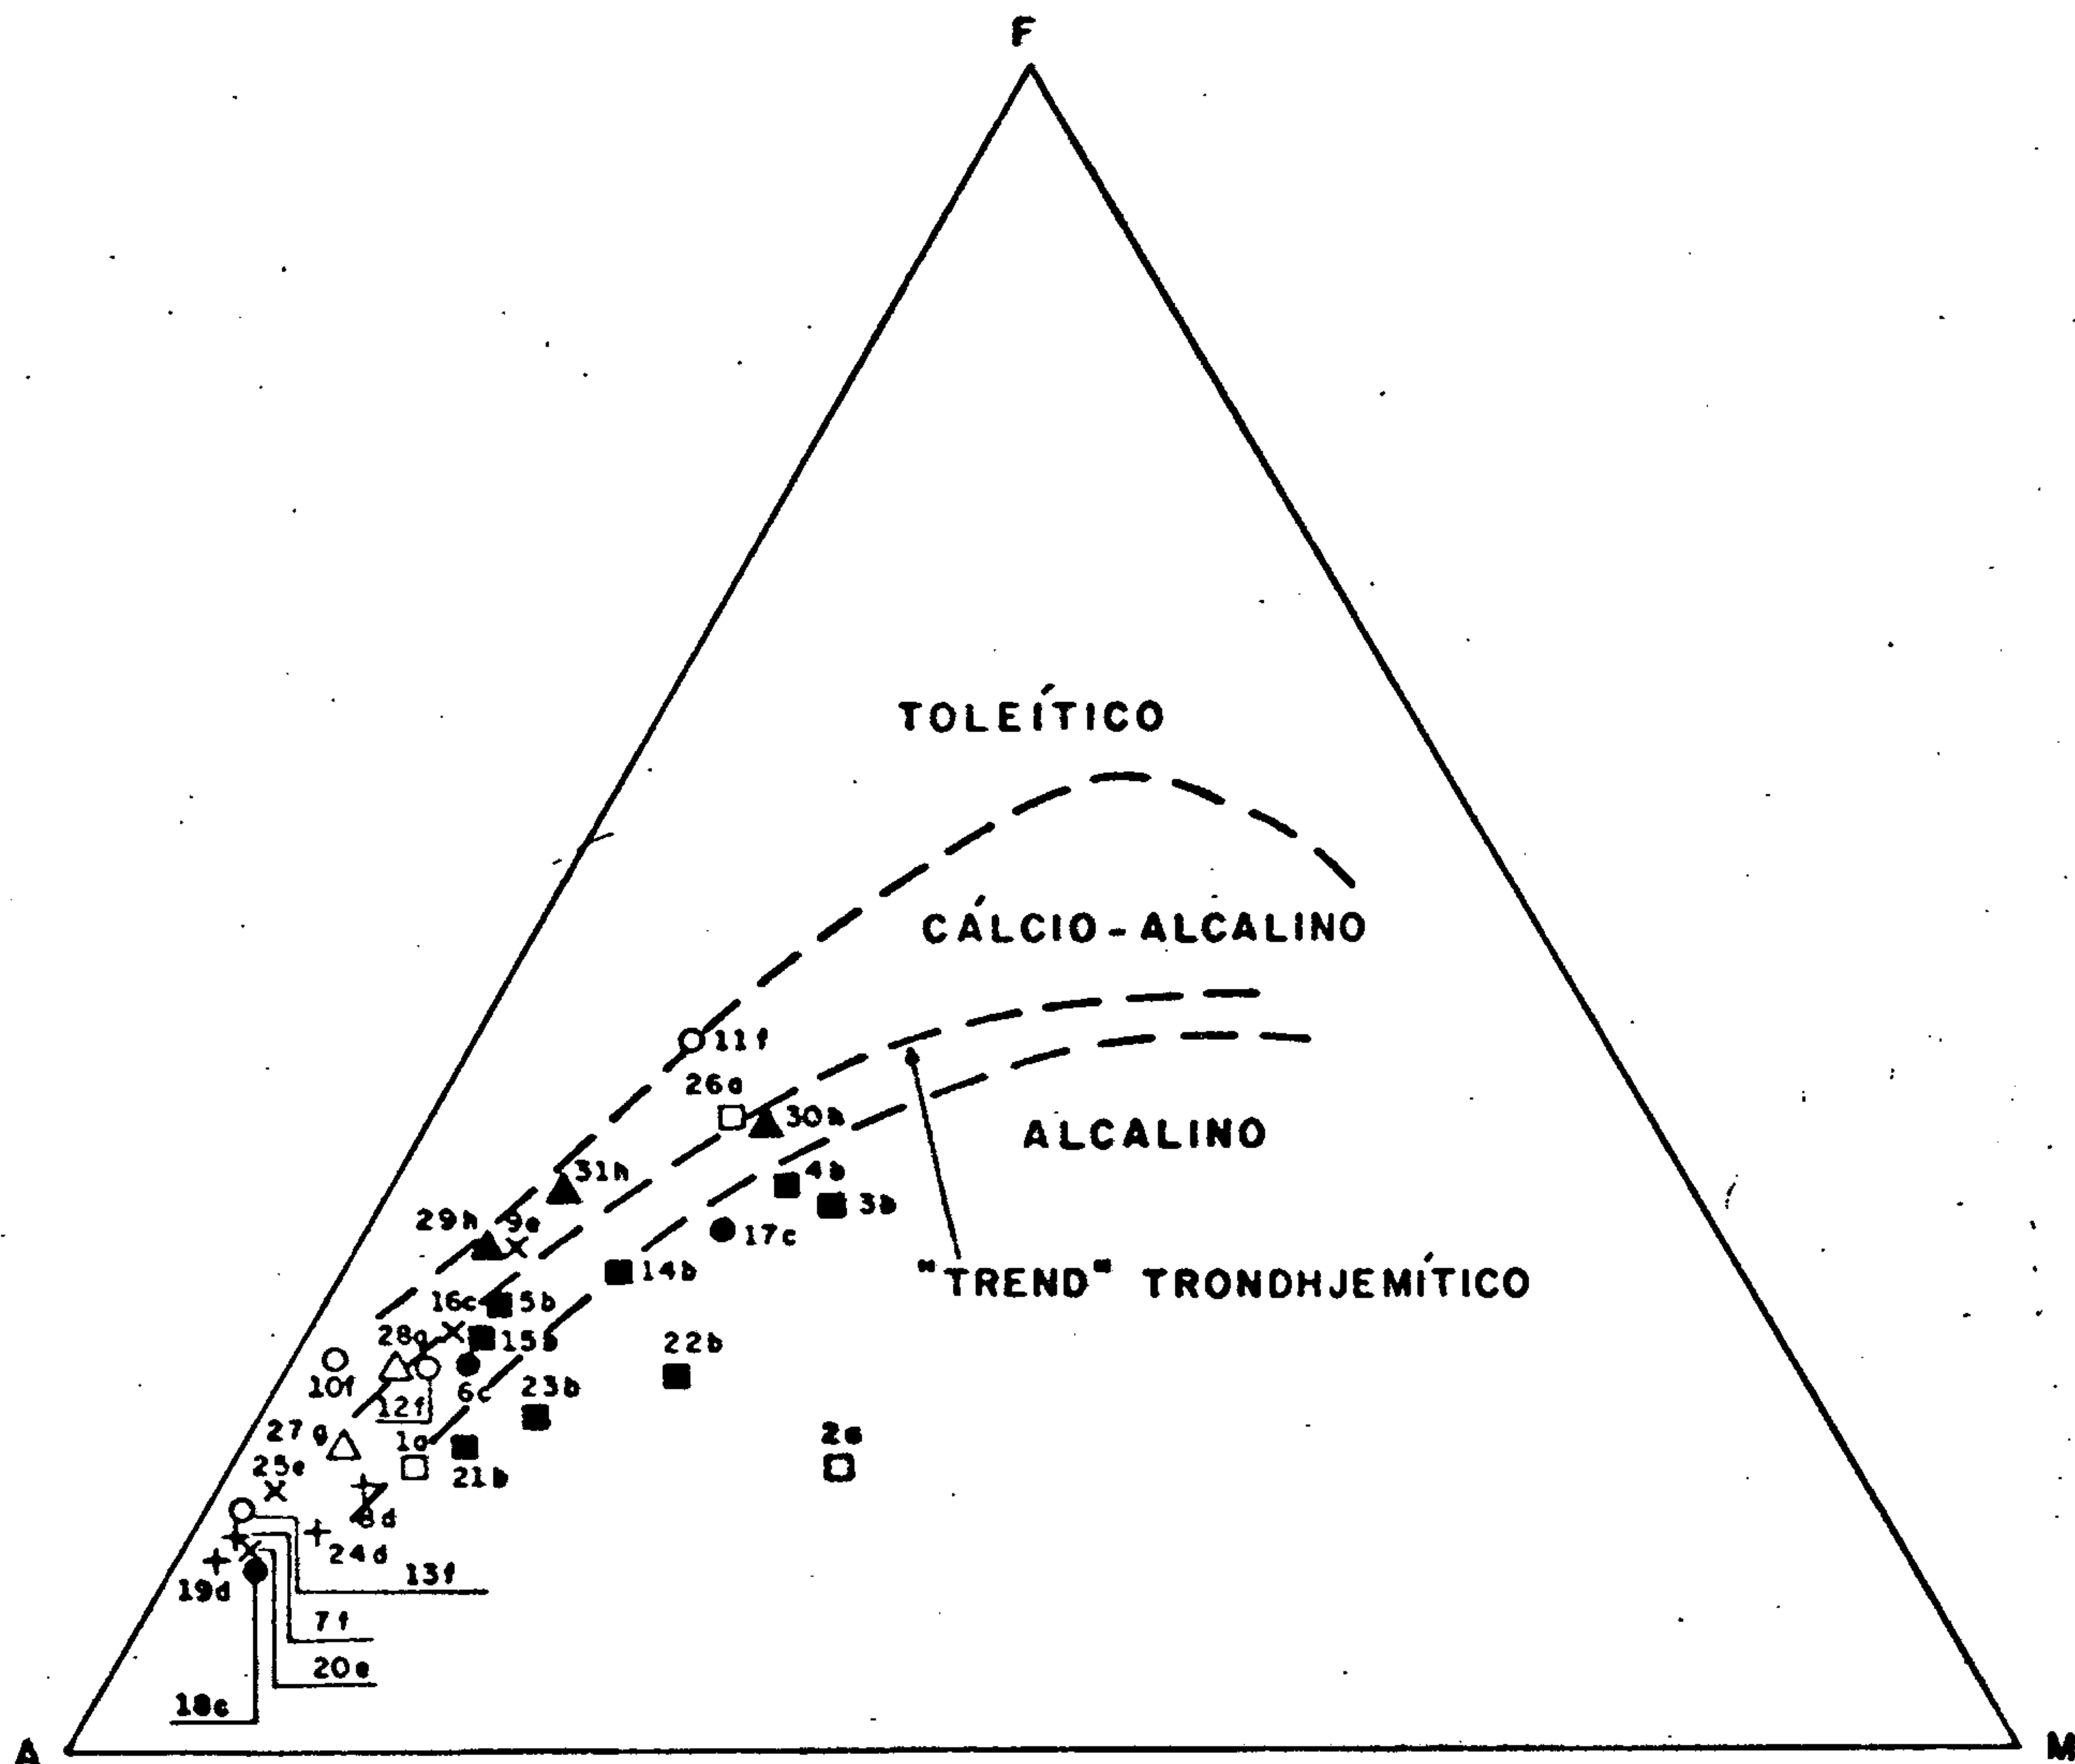 F
TOLEÍTICO
CÁLCIO-ALCALINO
11f
26a
30h
ALCALINO
31h
4b
3b
29h 9e
17c
14b
"TREND" TRONDHJEMÍTICO
16c 5b
28g 15b
22b
10f
6c 23b
12f
27g
1a
2a
25e
21b
8d
24d
13f
19d
7f
20e
18c
A M